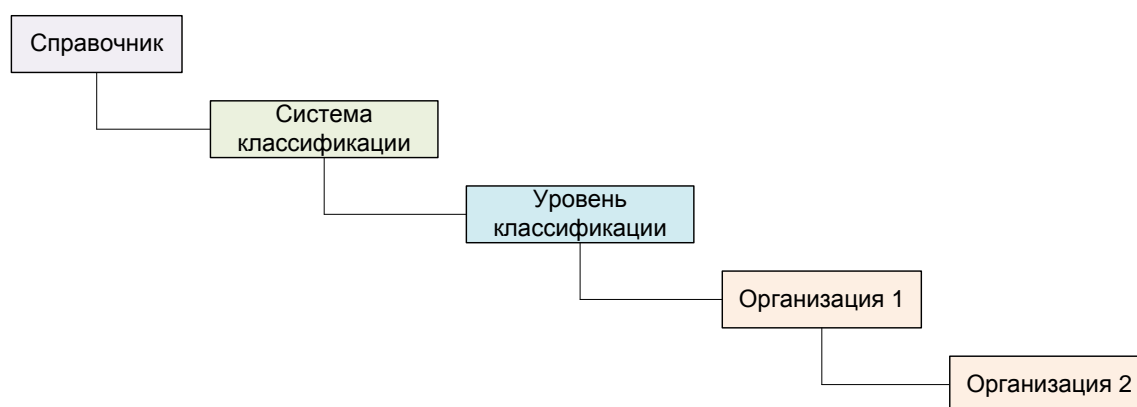 Справочник
Система
классификации
Уровень
классификации
Организация 1
Организация 2